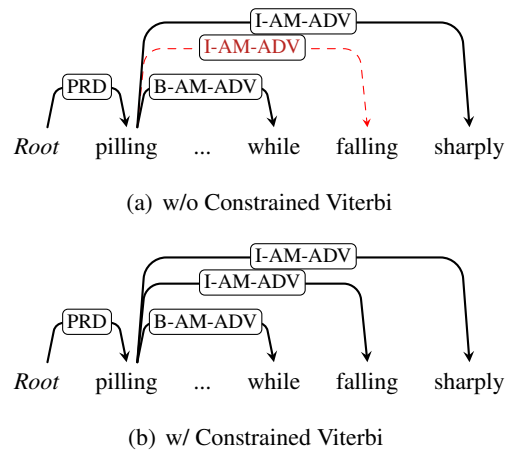 I-AM-ADV
I-AM-ADV
PRD B-AM-ADV
Root pilling ... while falling sharply
(a) w/o Constrained Viterbi
I-AM-ADV
I-AM-ADV
PRD B-AM-ADV
Root pilling ... while falling sharply
(b) w/ Constrained Viterbi